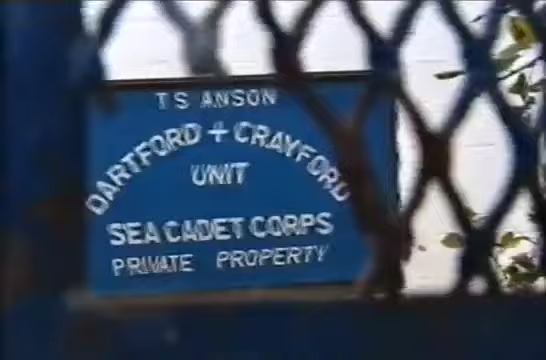 TS ANSON
DARTFORD + CRAYFORD
UNIT
SEA CADET CORPS
PRIVATE PROPERTY